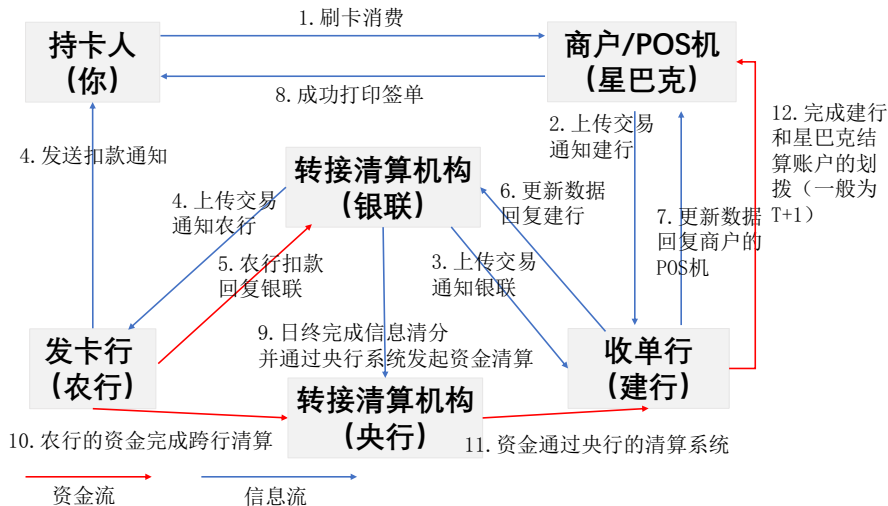 1.刷卡消费
持卡人
（你）
商户/POS机
（星巴克）
8.成功打印签单
4.发送扣款通知
2.上传交易
通知建行
12.完成建行
和星巴克结
算账户的划
拨（一般为
T+1）
转接清算机构
（银联）
4.上传交易
通知农行
6.更新数据
回复建行
7.更新数据
回复商户的
POS机
5.农行扣款
回复银联
3.上传交易
通知银联
9.日终完成信息清分
并通过央行系统发起资金清算
发卡行
（农行）
收单行
（建行）
转接清算机构
（央行）
10.农行的资金完成跨行清算
11.资金通过央行的清算系统
资金流
信息流